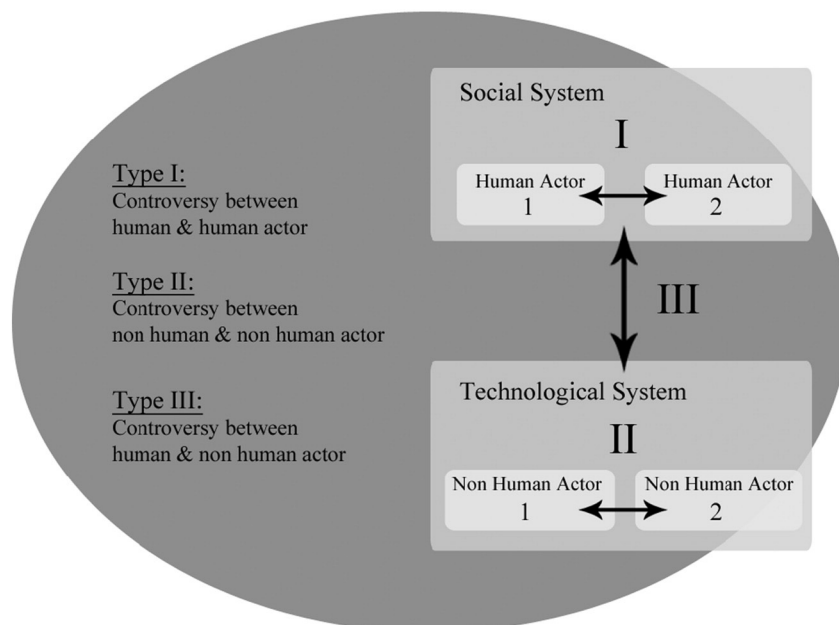 Type I:
Controversy between
human & human actor
Type II:
Controversy between
non human & non human actor
Type III:
Controversy between
human & non human actor
Social System
I
Human Actor
1
Human Actor
2
III
Technological System
II
Non Human Actor
1
Non Human Actor
2